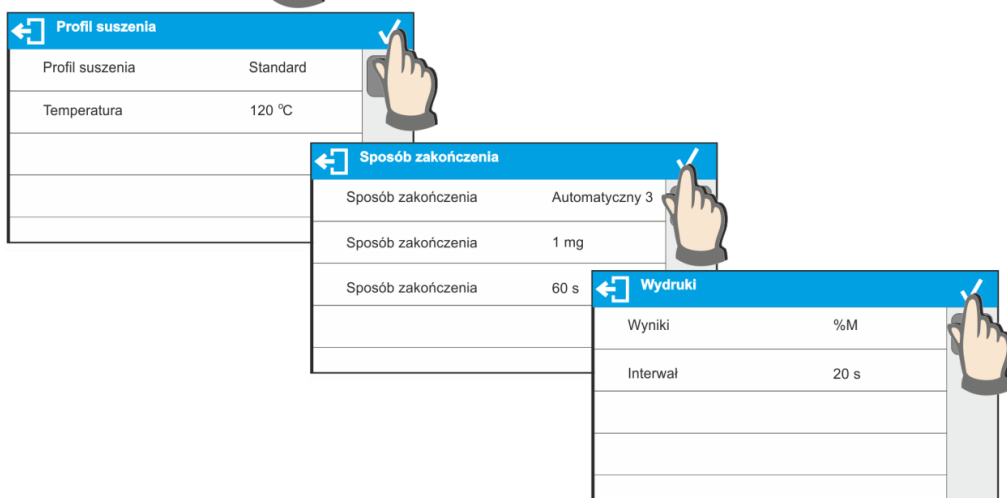 Profil suszenia
Profil suszenia Standard
Temperatura 120 °C
Sposób zakończenia
Sposób zakończenia Automatyczny 3
Sposób zakończenia 1 mg
Sposób zakończenia 60 s
Wydruki
Wyniki %M
Interwał 20 s